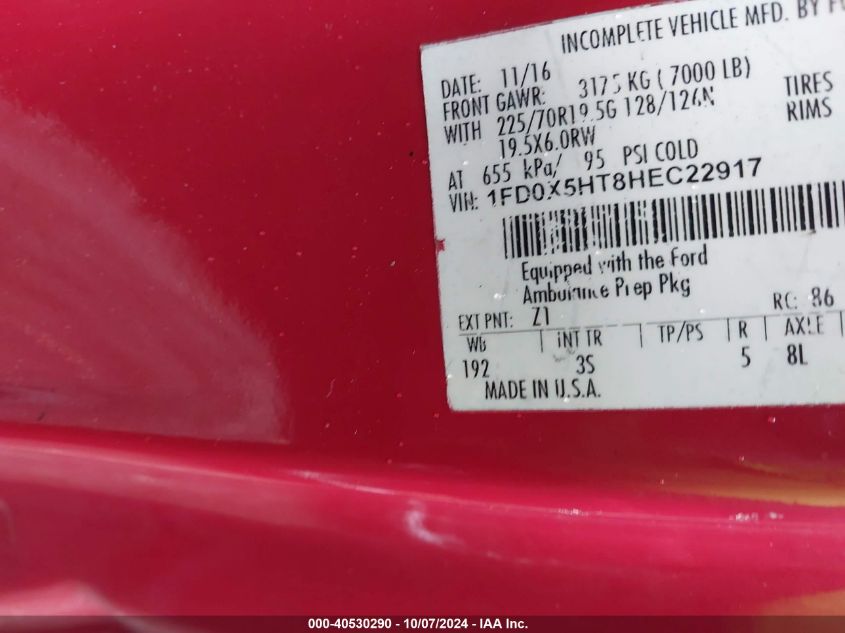 INCOMPLETE VEHICLE MFD. BY
DATE: 11/16
FRONT GAWR: 3175 KG ( 7000 LB)
WITH 225/70R19.5G 128/126N TIRES
19.5X6.0RW RIMS
AT 655 kPa/ 95 PSI COLD
VIN: 1FD0X5HT8HEC22917
Equipped with the Ford
Ambulance Prep Pkg
EXT PNT: Z1 RC: 86
WB | INT TR | TP/PS | R | AXLE
192 3S 5 8L
MADE IN U.S.A.
000-40530290 - 10/07/2024 - IAA Inc.